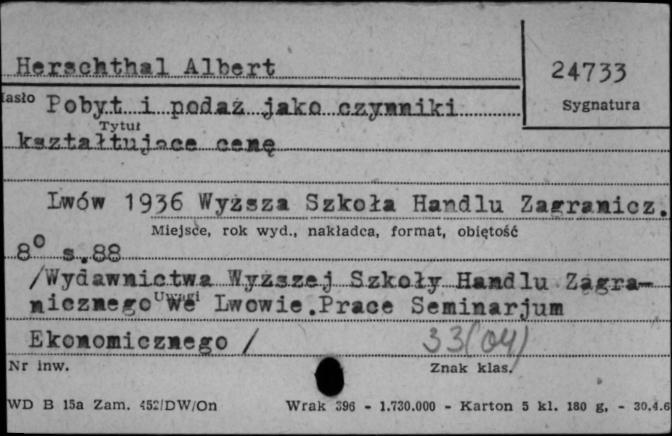 Herschthal Albert
24733
Hasło
Pobyt i podaż jako czynniki
Sygnatura
Tytuł
kształtujące cenę
Lwów 1936 Wyższa Szkoła Handlu Zagranicz.
Miejsce, rok wyd., nakładca, format, objętość
8° s.88
/Wydawnictwa Wyższej Szkoły Handlu Zagra-
nicznego we Lwowie.Prace Seminarjum
Uwagi
Ekonomicznego /
33(04)
Nr inw.
Znak klas.
WD B 15a Zam. 452/DW/On
Wrak 396 - 1.730.000 - Karton 5 kl. 180 g. - 30.4.6